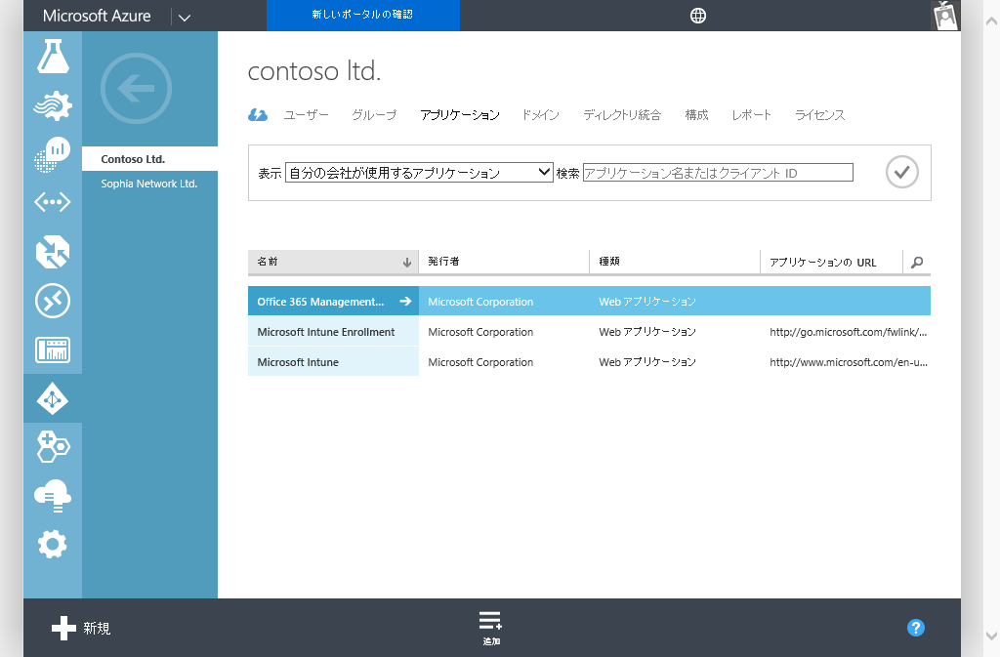 Microsoft Azure
新しいポータルの確認
Contoso Ltd.
Sophia Network Ltd.
contoso ltd.
ユーザー グループ アプリケーション ドメイン ディレクトリ統合 構成 レポート ライセンス
表示 自分の会社が使用するアプリケーション 検索 アプリケーション名またはクライアント ID
名前 発行者 種類 アプリケーションの URL
Office 365 Management... Microsoft Corporation Web アプリケーション
Microsoft Intune Enrollment Microsoft Corporation Web アプリケーション http://go.microsoft.com/fwlink/...
Microsoft Intune Microsoft Corporation Web アプリケーション http://www.microsoft.com/en-u...
新規
追加
?